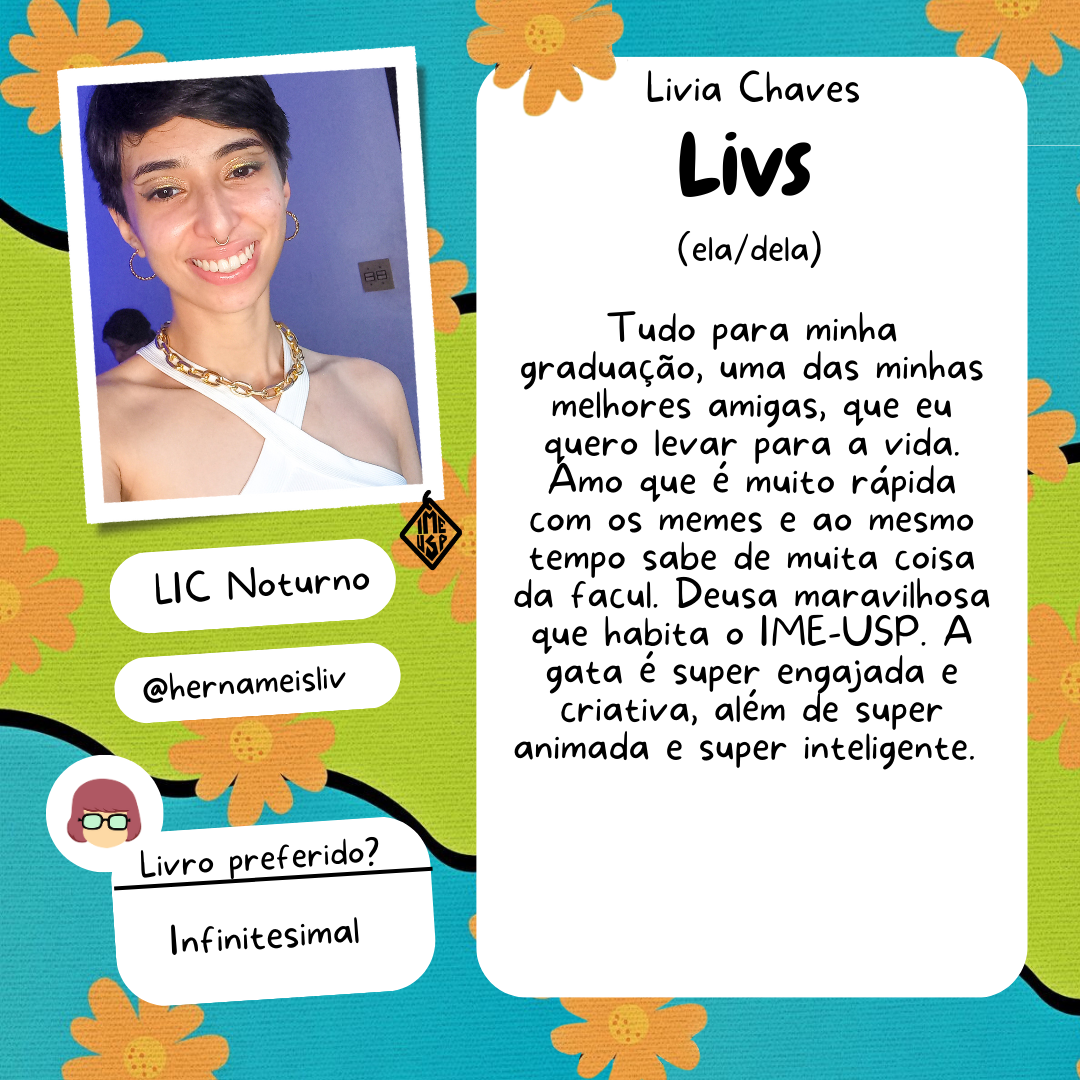 Livia Chaves
Livs
(ela/dela)
Tudo para minha
graduação, uma das minhas
melhores amigas, que eu
quero levar para a vida.
Amo que é muito rápida
com os memes e ao mesmo
tempo sabe de muita coisa
da facul. Deusa maravilhosa
que habita o IME-USP. A
gata é super engajada e
criativa, além de super
animada e super inteligente.
IME
USP
LIC Noturno
@hernameisliv
Livro preferido?
Infinitesimal